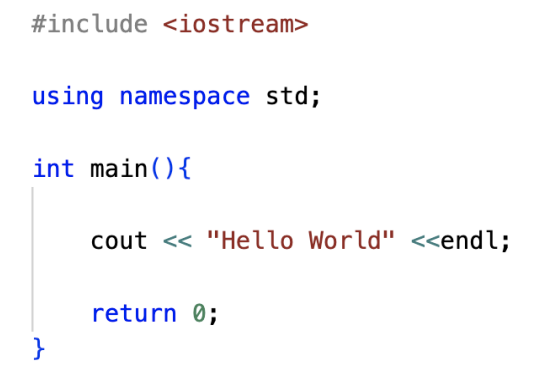 #include <iostream>
using namespace std;
int main(){
cout << "Hello World" <<endl;
return 0;
}